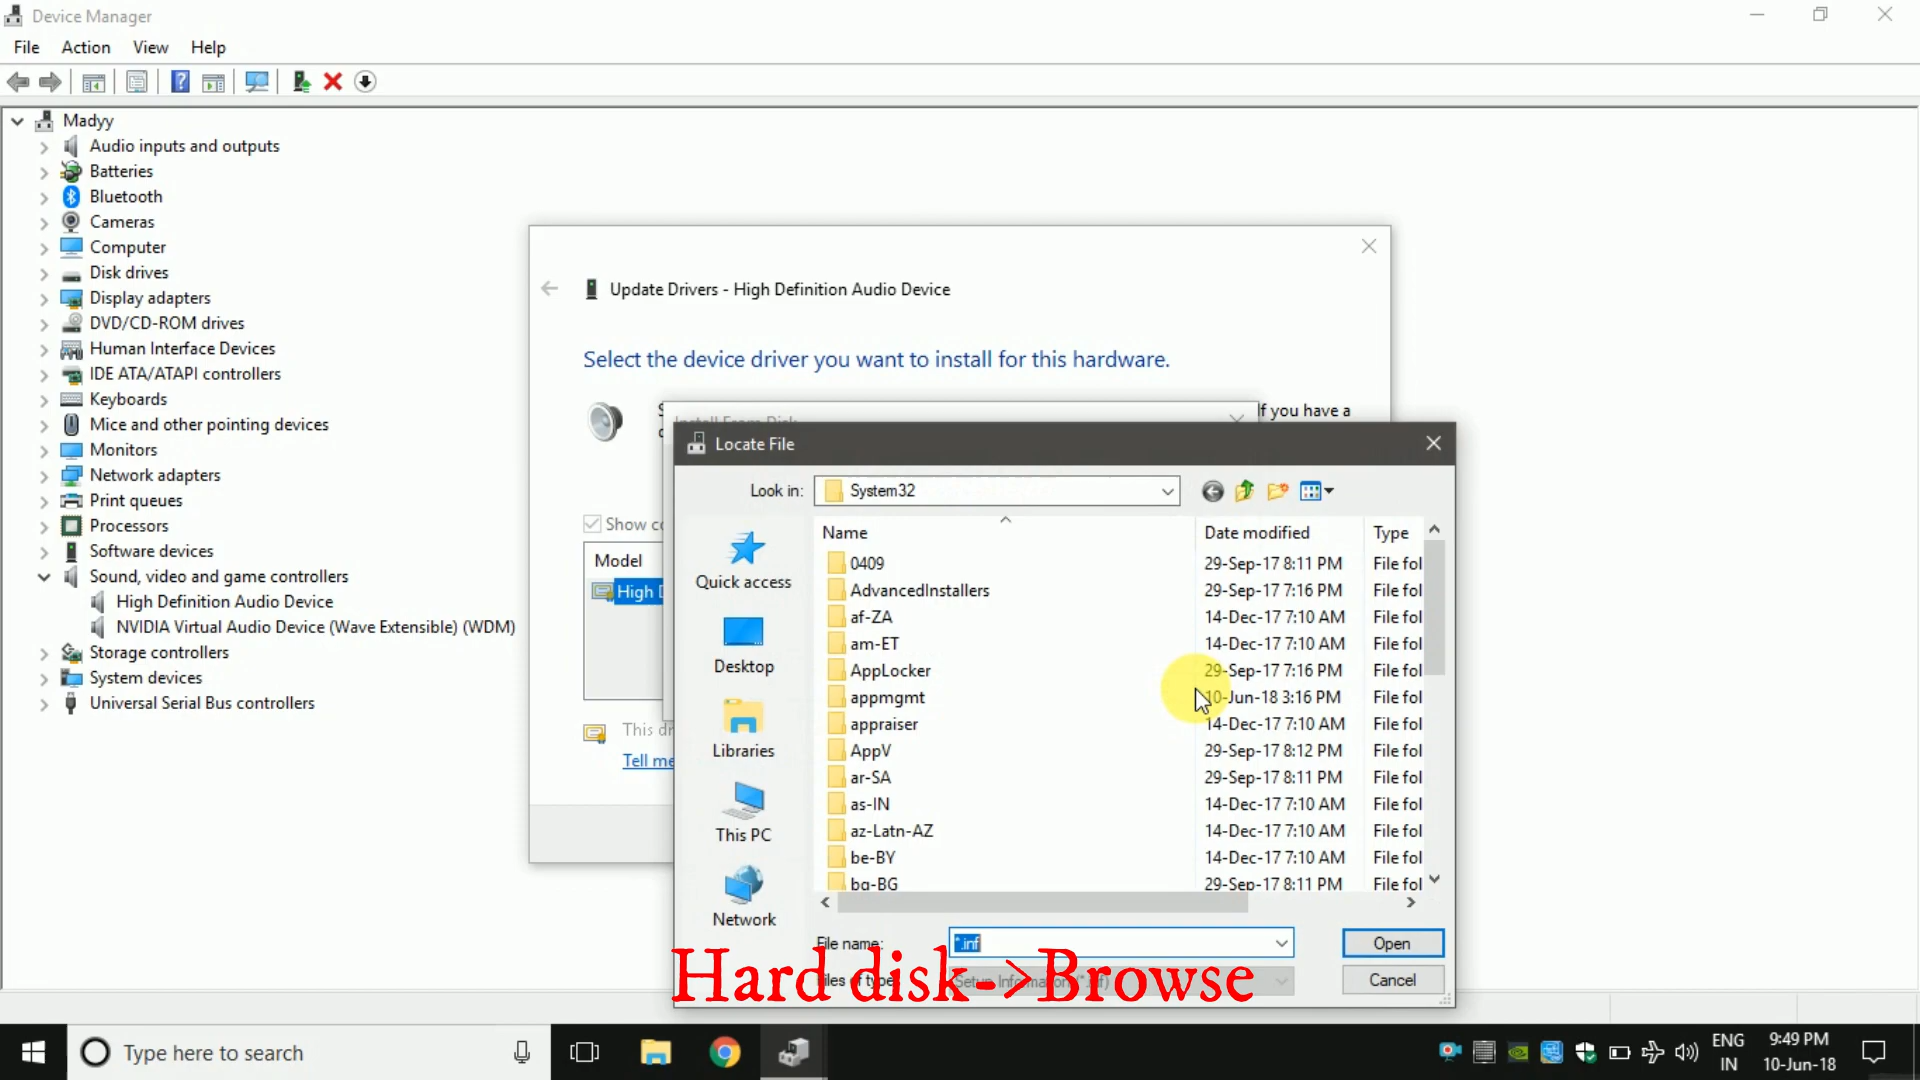 Device Manager
File Action View Help
Madyy
Audio inputs and outputs
Batteries
Bluetooth
Cameras
Computer
Disk drives
Display adapters
DVD/CD-ROM drives
Human Interface Devices
IDE ATA/ATAPI controllers
Keyboards
Mice and other pointing devices
Monitors
Network adapters
Print queues
Processors
Software devices
Sound, video and game controllers
High Definition Audio Device
NVIDIA Virtual Audio Device (Wave Extensible) (WDM)
Storage controllers
System devices
Universal Serial Bus controllers
Update Drivers - High Definition Audio Device
Select the device driver you want to install for this hardware.
If you have a
Install From Disk
Show co
Model
High D
This dr
Tell me
Locate File
Look in: System32
Quick access
Desktop
Libraries
This PC
Network
Name Date modified Type
0409 29-Sep-17 8:11 PM File fol
AdvancedInstallers 29-Sep-17 7:16 PM File fol
af-ZA 14-Dec-17 7:10 AM File fol
am-ET 14-Dec-17 7:10 AM File fol
AppLocker 29-Sep-17 7:16 PM File fol
appmgmt 10-Jun-18 3:16 PM File fol
appraiser 14-Dec-17 7:10 AM File fol
AppV 29-Sep-17 8:12 PM File fol
ar-SA 29-Sep-17 8:11 PM File fol
as-IN 14-Dec-17 7:10 AM File fol
az-Latn-AZ 14-Dec-17 7:10 AM File fol
be-BY 14-Dec-17 7:10 AM File fol
bg-BG 29-Sep-17 8:11 PM File fol
File name: *.inf Open
Files of type: Setup Information (*.inf) Cancel
Hard disk->Browse
Type here to search
ENG
IN
9:49 PM
10-Jun-18